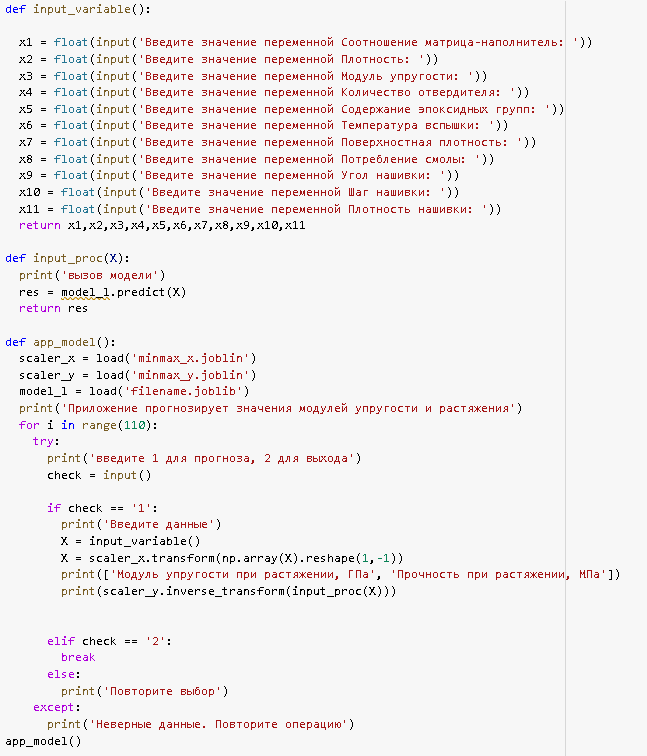 def input_variable():
x1 = float(input('Введите значение переменной Соотношение матрица-наполнитель: '))
x2 = float(input('Введите значение переменной Плотность: '))
x3 = float(input('Введите значение переменной Модуль упругости: '))
x4 = float(input('Введите значение переменной Количество отвердителя: '))
x5 = float(input('Введите значение переменной Содержание эпоксидных групп: '))
x6 = float(input('Введите значение переменной Температура вспышки: '))
x7 = float(input('Введите значение переменной Поверхностная плотность: '))
x8 = float(input('Введите значение переменной Потребление смолы: '))
x9 = float(input('Введите значение переменной Угол нашивки: '))
x10 = float(input('Введите значение переменной Шаг нашивки: '))
x11 = float(input('Введите значение переменной Плотность нашивки: '))
return x1,x2,x3,x4,x5,x6,x7,x8,x9,x10,x11
def input_proc(X):
print('вызов модели')
res = model_l.predict(X)
return res
def app_model():
scaler_x = load('minmax_x.joblin')
scaler_y = load('minmax_y.joblin')
model_l = load('filename.joblib')
print('Приложение прогнозирует значения модулей упругости и растяжения')
for i in range(110):
try:
print('введите 1 для прогноза, 2 для выхода')
check = input()
if check == '1':
print('Введите данные')
X = input_variable()
X = scaler_x.transform(np.array(X).reshape(1,-1))
print(['Модуль упругости при растяжении, ГПа', 'Прочность при растяжении, МПа'])
print(scaler_y.inverse_transform(input_proc(X)))
elif check == '2':
break
else:
print('Повторите выбор')
except:
print('Неверные данные. Повторите операцию')
app_model()